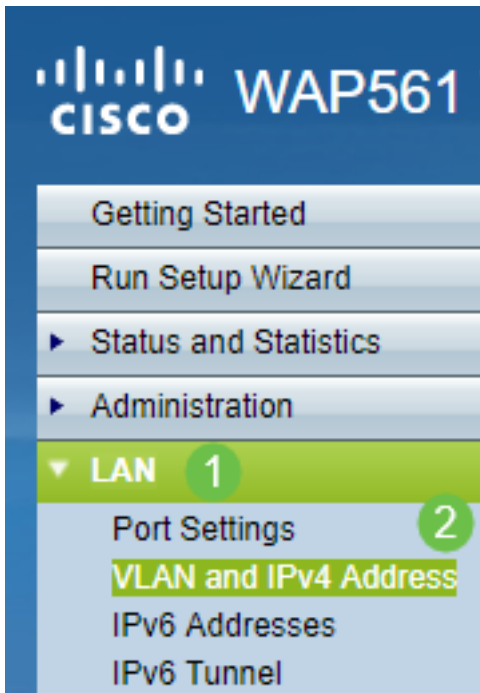 CISCO WAP561
Getting Started
Run Setup Wizard
Status and Statistics
Administration
LAN 1
Port Settings 2
VLAN and IPv4 Address
IPv6 Addresses
IPv6 Tunnel